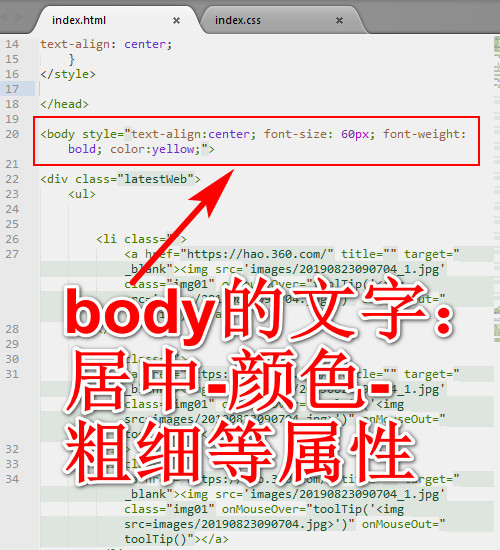 index.html × index.css ×
14 text-align: center;
15 }
16 </style>
17
18 </head>
19
20 <body style="text-align:center; font-size: 60px; font-weight:
bold; color:yellow;">
21
22 <div class="latestWeb">
23 <ul>
24
25
26 <li class="">
27 <a href="https://hao.360.com/" title="" target="
_blank"><img src='images/20190823090704_1.jpg'
class="img01" onMouseOver="toolTip('<img
28
29
30
31
32
33
34
body的文字：
居中-颜色-
粗细等属性
_blank"><img src='images/20190823090704_1.jpg'
class="img01" onMouseOver="toolTip('<img
src=images/20190823090704.jpg>')" onMouseOut="
toolTip()"></a>